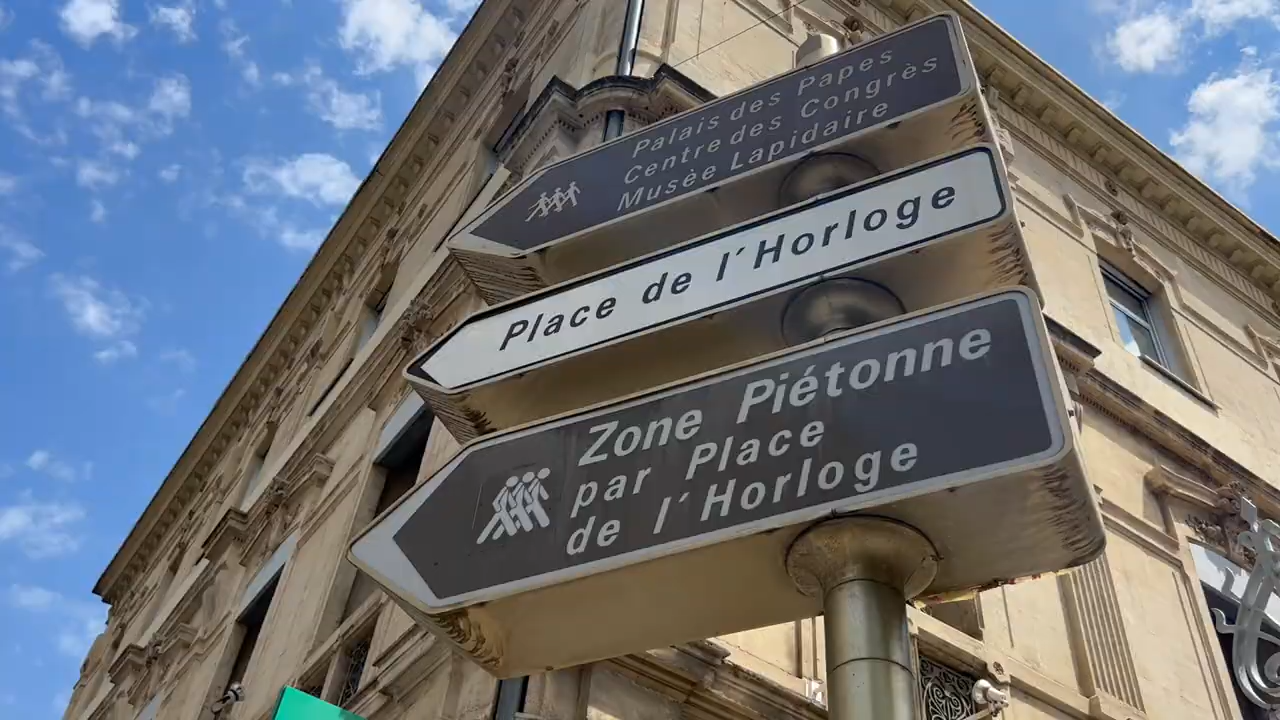 Palais des Papes
Centre des Congrès
Musée Lapidaire
Place de l'Horloge
Zone Piétonne
par Place
de l'Horloge